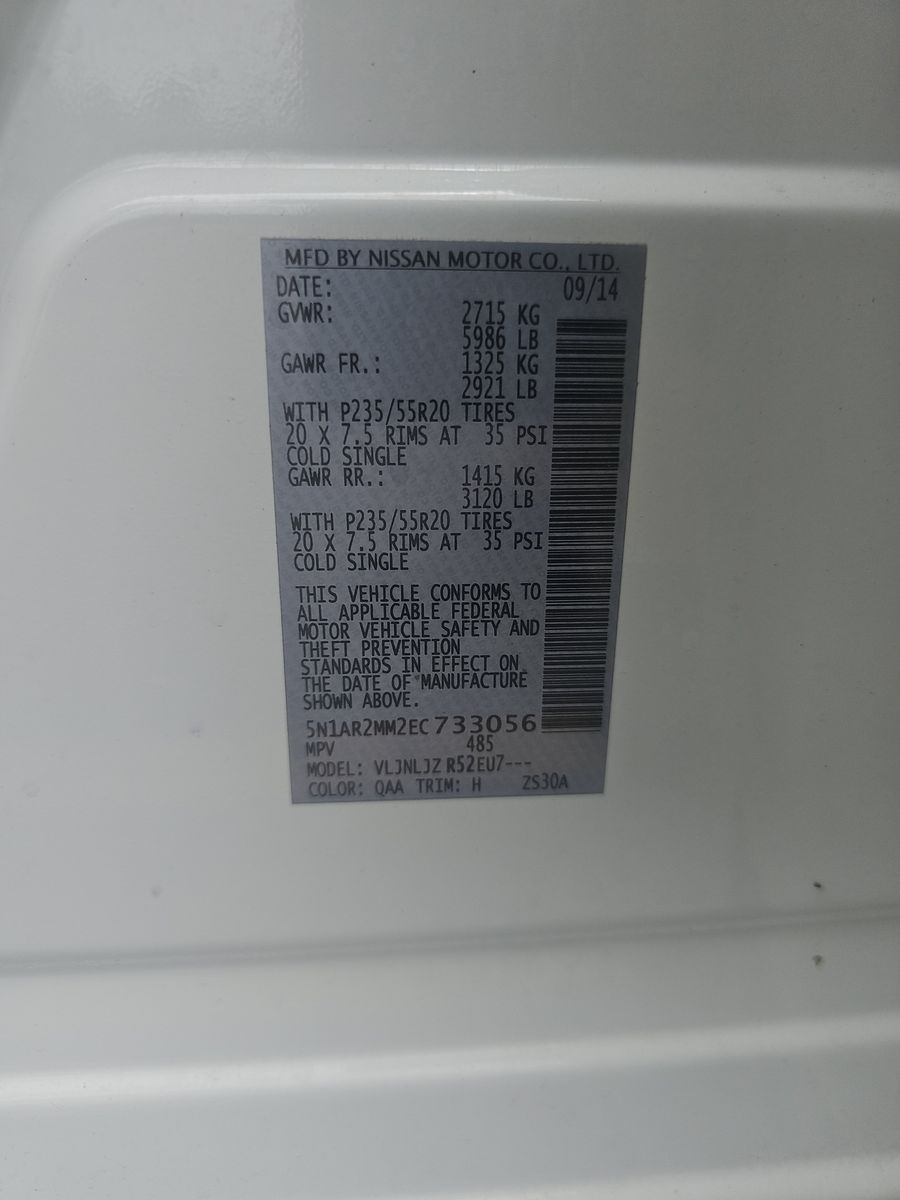 MFD BY NISSAN MOTOR CO., LTD.
DATE: 09/14
GVWR: 2715 KG
5986 LB
GAWR FR.: 1325 KG
2921 LB
WITH P235/55R20 TIRES
20 X 7.5 RIMS AT 35 PSI
COLD SINGLE
GAWR RR.: 1415 KG
3120 LB
WITH P235/55R20 TIRES
20 X 7.5 RIMS AT 35 PSI
COLD SINGLE
THIS VEHICLE CONFORMS TO
ALL APPLICABLE FEDERAL
MOTOR VEHICLE SAFETY AND
THEFT PREVENTION
STANDARDS IN EFFECT ON
THE DATE OF MANUFACTURE
SHOWN ABOVE.
5N1AR2MM2EC733056
MPV 485
MODEL: VLJNLJZ R52EU7---
COLOR: QAA TRIM: H ZS30A